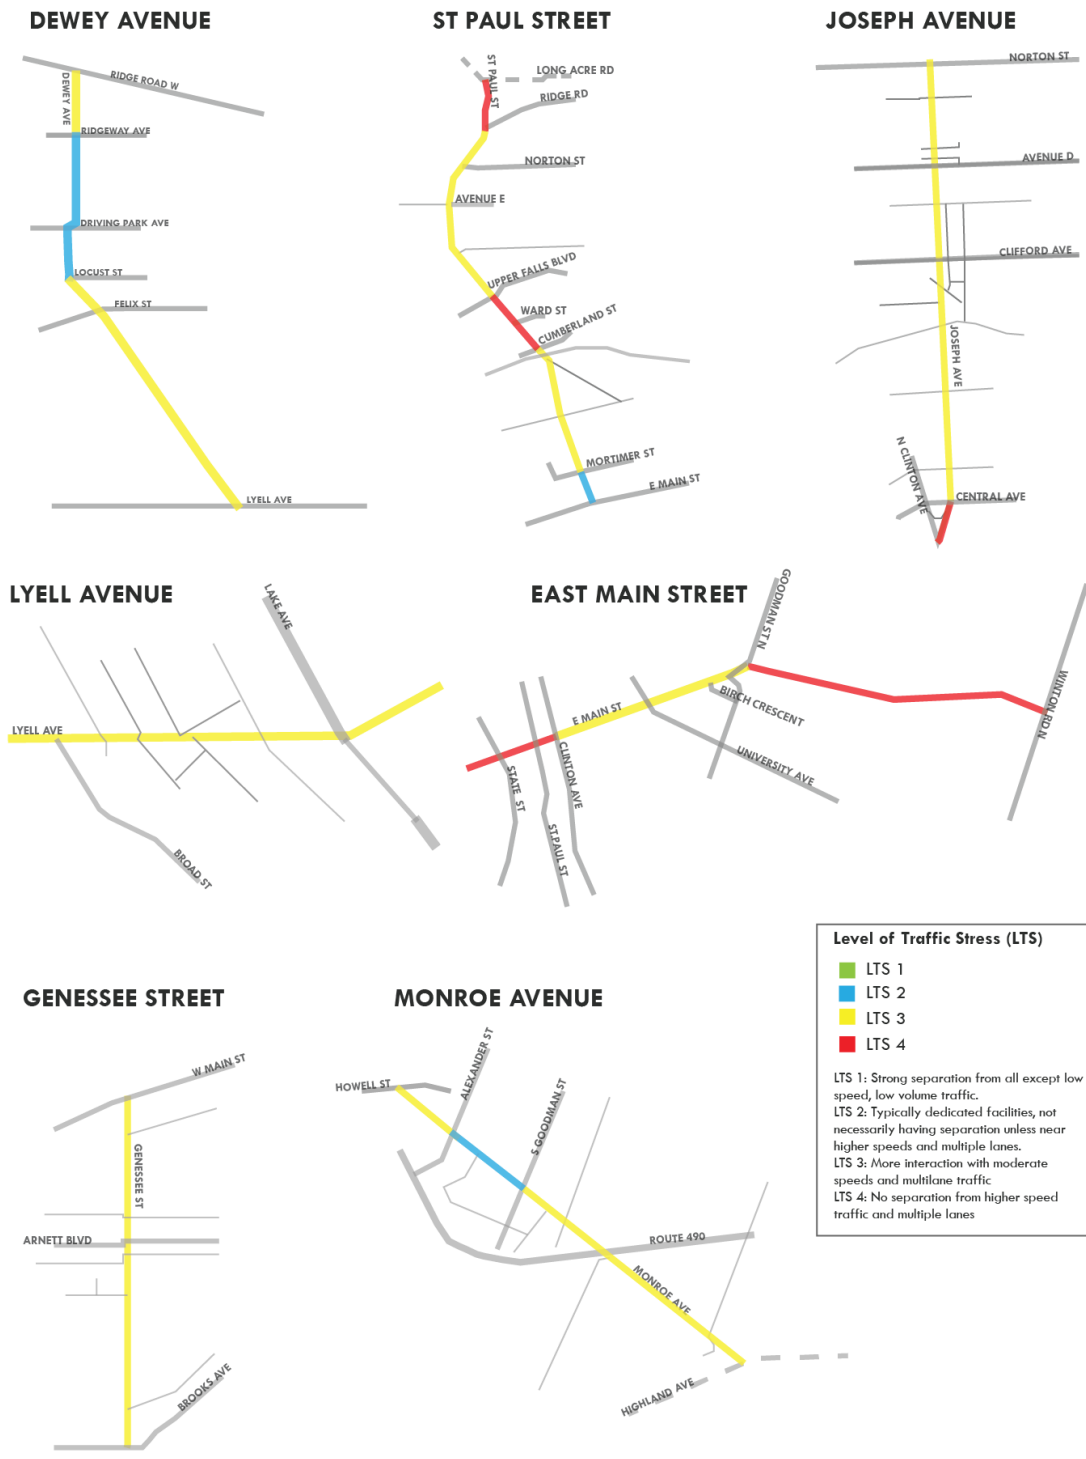 DEWEY AVENUE
DEWEY AVE
RIDGE ROAD W
RIDGEWAY AVE
DRIVING PARK AVE
LOCUST ST
FELIX ST
LYELL AVE
ST PAUL STREET
ST PAUL ST
LONG ACRE RD
RIDGE RD
NORTON ST
AVENUE E
UPPER FALLS BLVD
WARD ST
CUMBERLAND ST
MORTIMER ST
E MAIN ST
JOSEPH AVENUE
NORTON ST
AVENUE D
CLIFFORD AVE
JOSEPH AVE
N CLINTON AVE
CENTRAL AVE
LYELL AVENUE
LAKE AVE
LYELL AVE
BROAD ST
EAST MAIN STREET
GOODMAN ST N
BIRCH CRESCENT
E MAIN ST
WINTON RD N
UNIVERSITY AVE
CLINTON AVE
STATE ST
ST.PAUL ST
GENESSEE STREET
W MAIN ST
GENESSEE ST
ARNETT BLVD
BROOKS AVE
MONROE AVENUE
HOWELL ST
ALEXANDER ST
S GOODMAN ST
ROUTE 490
MONROE AVE
HIGHLAND AVE
Level of Traffic Stress (LTS)
LTS 1
LTS 2
LTS 3
LTS 4
LTS 1: Strong separation from all except low
speed, low volume traffic.
LTS 2: Typically dedicated facilities, not
necessarily having separation unless near
higher speeds and multiple lanes.
LTS 3: More interaction with moderate
speeds and multilane traffic
LTS 4: No separation from higher speed
traffic and multiple lanes